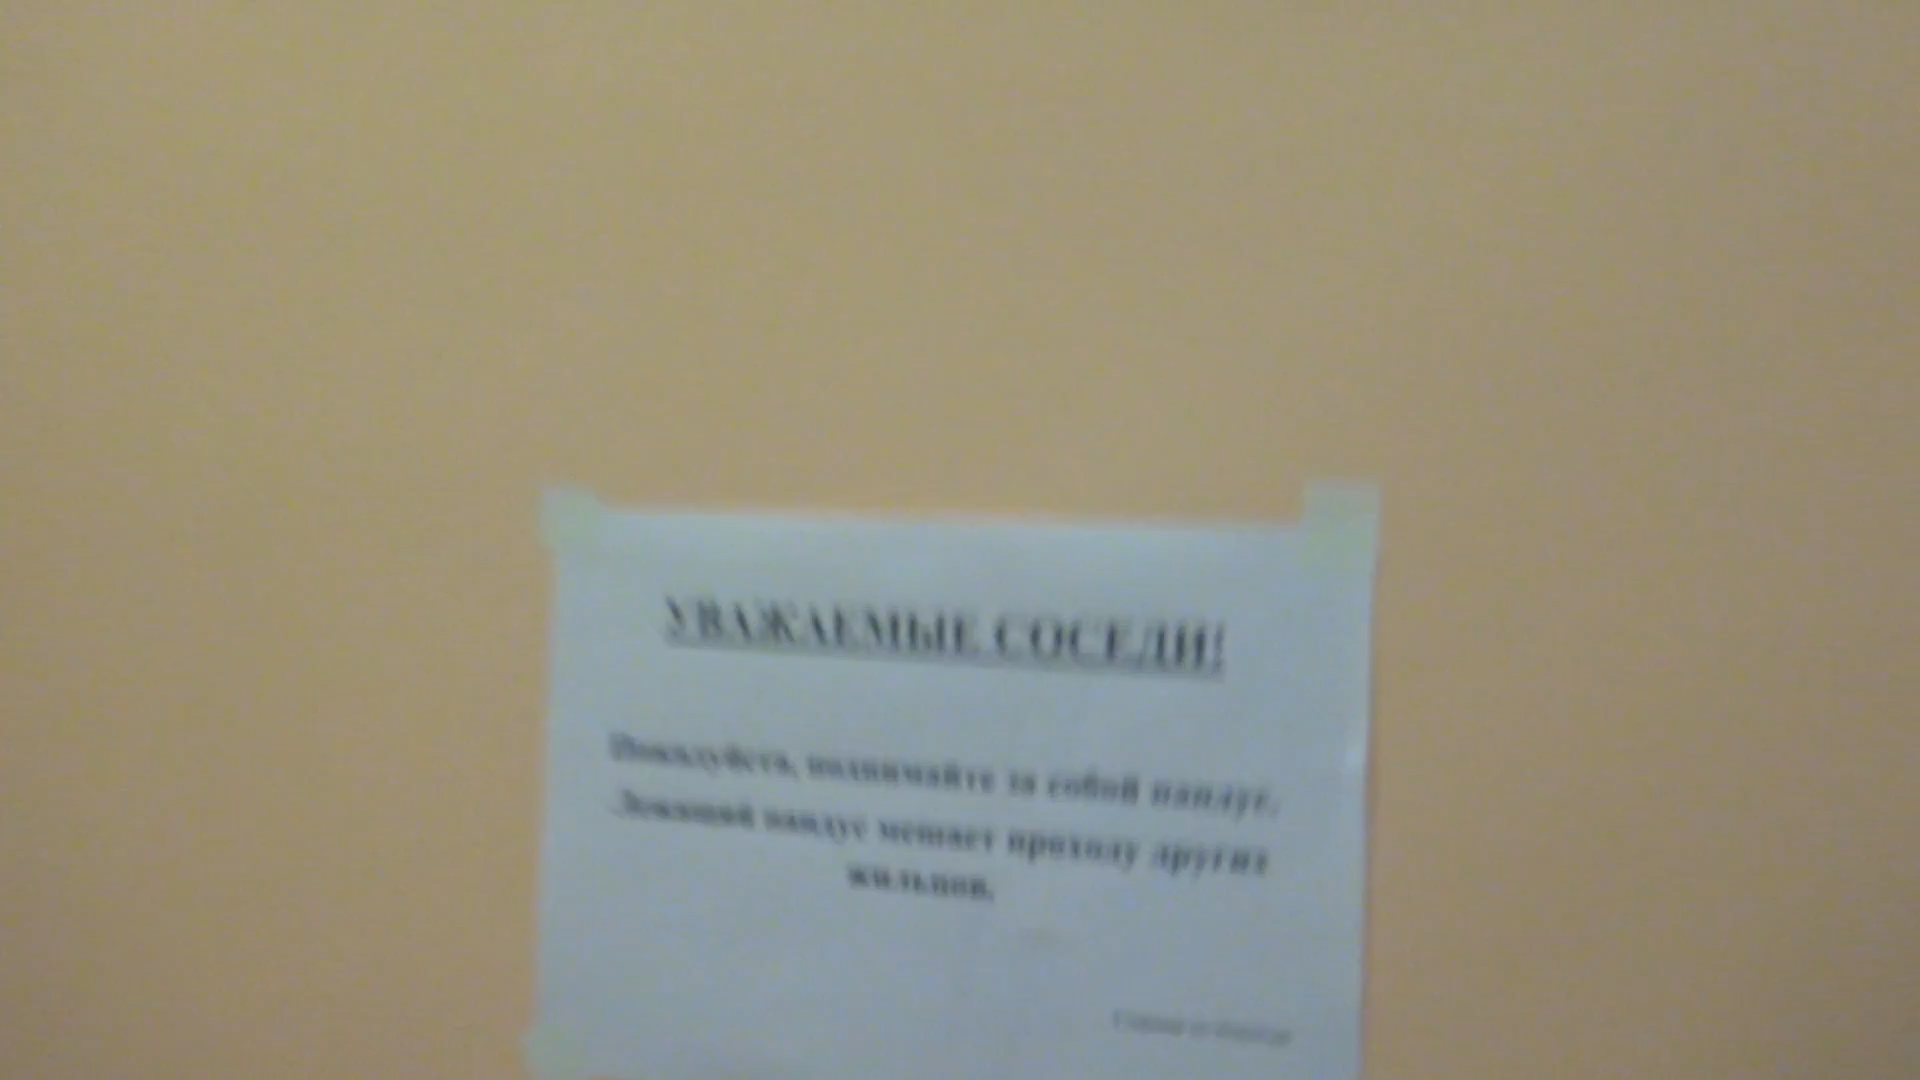 УВАЖАЕМЫЕ СОСЕДИ!
Пожалуйста, поднимайте за собой пандус.
Лежащий пандус мешает проходу других
жильцов.